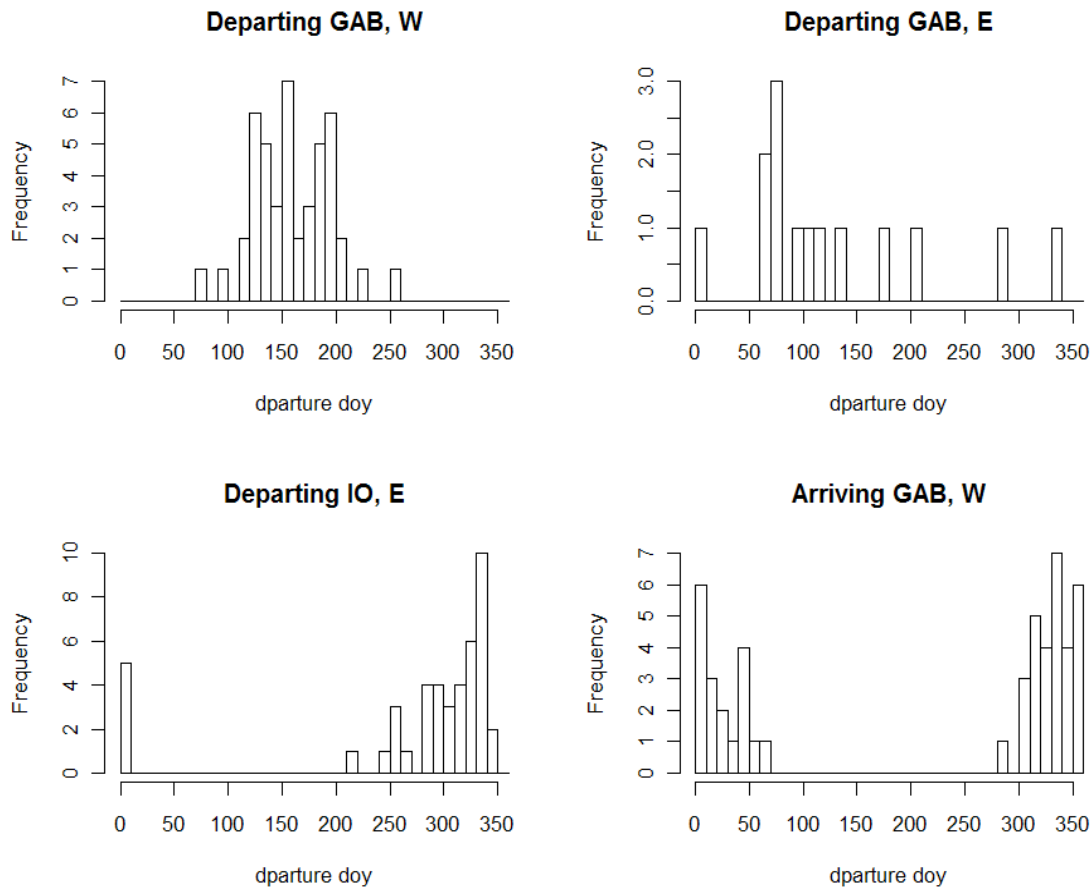 Departing GAB, W
Frequency
0 1 2 3 4 5 6 7
0 50 100 150 200 250 300 350
dparture doy
Departing GAB, E
Frequency
0.0 1.0 2.0 3.0
0 50 100 150 200 250 300 350
dparture doy
Departing IO, E
Frequency
0 2 4 6 8 10
0 50 100 150 200 250 300 350
dparture doy
Arriving GAB, W
Frequency
0 1 2 3 4 5 6 7
0 50 100 150 200 250 300 350
dparture doy